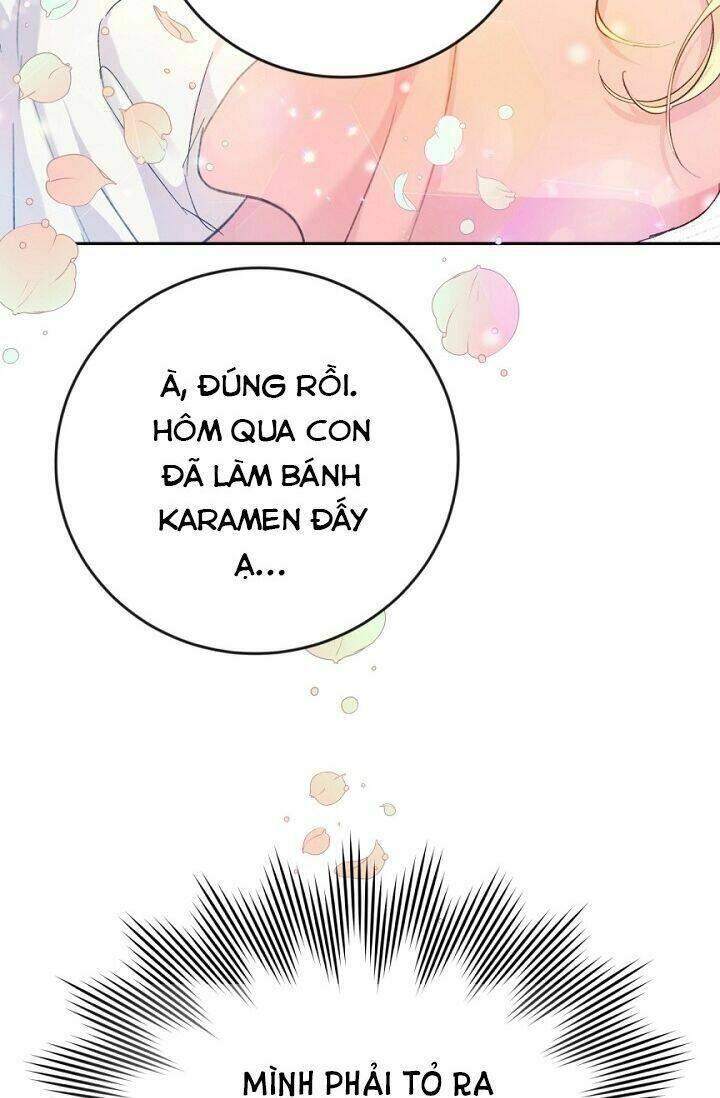 À, ĐÚNG RỒI.
HÔM QUA CON
ĐÃ LÀM BÁNH
KARAMEN ĐẤY
Ạ...
MÌNH PHẢI TỎ RA